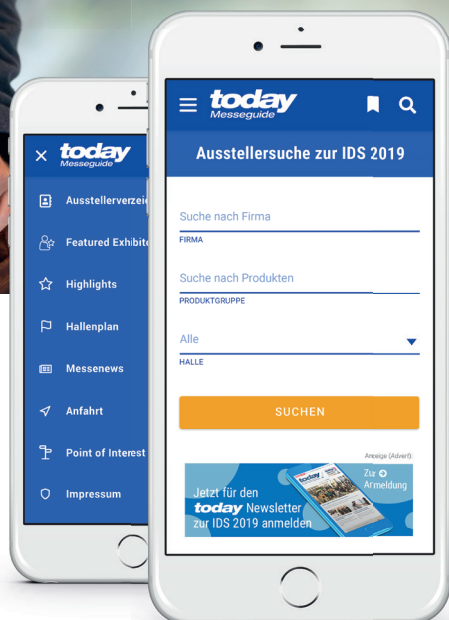 today
Messeguide
Ausstellerverzei
Featured Exhibit
Highlights
Hallenplan
Messenews
Anfahrt
Point of Interest
Impressum
today
Messeguide
Ausstellersuche zur IDS 2019
Suche nach Firma
FIRMA
Suche nach Produkten
PRODUKTGRUPPE
Alle
HALLE
SUCHEN
Anzeige (Advert)
Jetzt für den
today Newsletter
zur IDS 2019 anmelden
today
Zur
Anmeldung